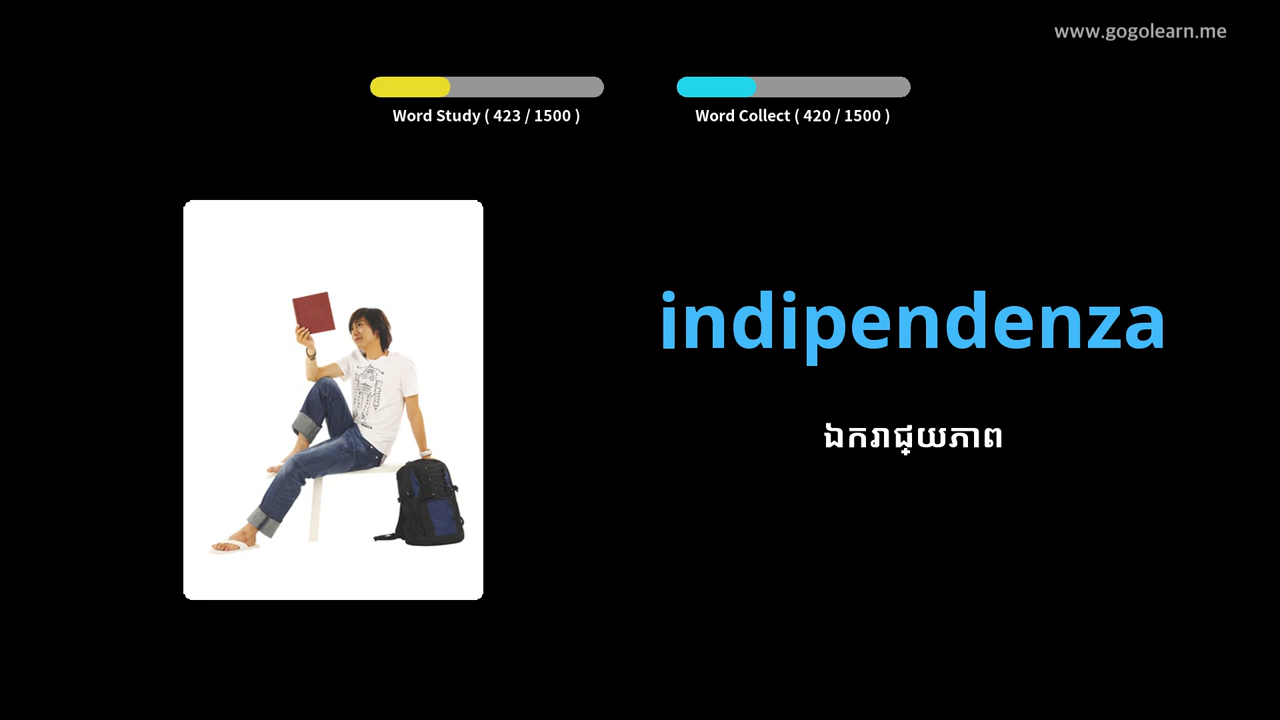 www.gogolearn.me
Word Study ( 423 / 1500 )
Word Collect ( 420 / 1500 )
indipendenza
ឯករាជ្យភាព